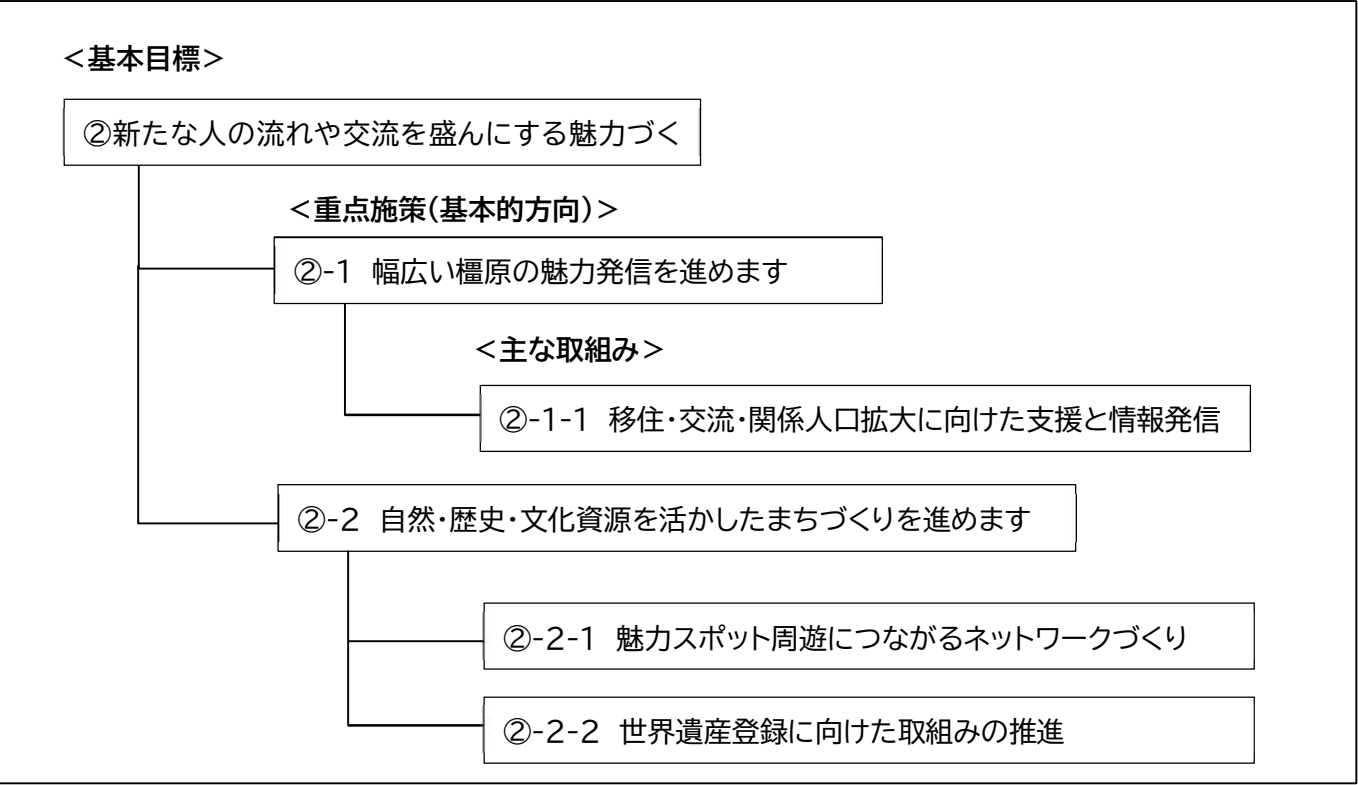 ＜基本目標＞
②新たな人の流れや交流を盛んにする魅力づく
＜重点施策(基本的方向)＞
②-1 幅広い橿原の魅力発信を進めます
＜主な取組み＞
②-1-1 移住・交流・関係人口拡大に向けた支援と情報発信
②-2 自然・歴史・文化資源を活かしたまちづくりを進めます
②-2-1 魅力スポット周遊につながるネットワークづくり
②-2-2 世界遺産登録に向けた取組みの推進